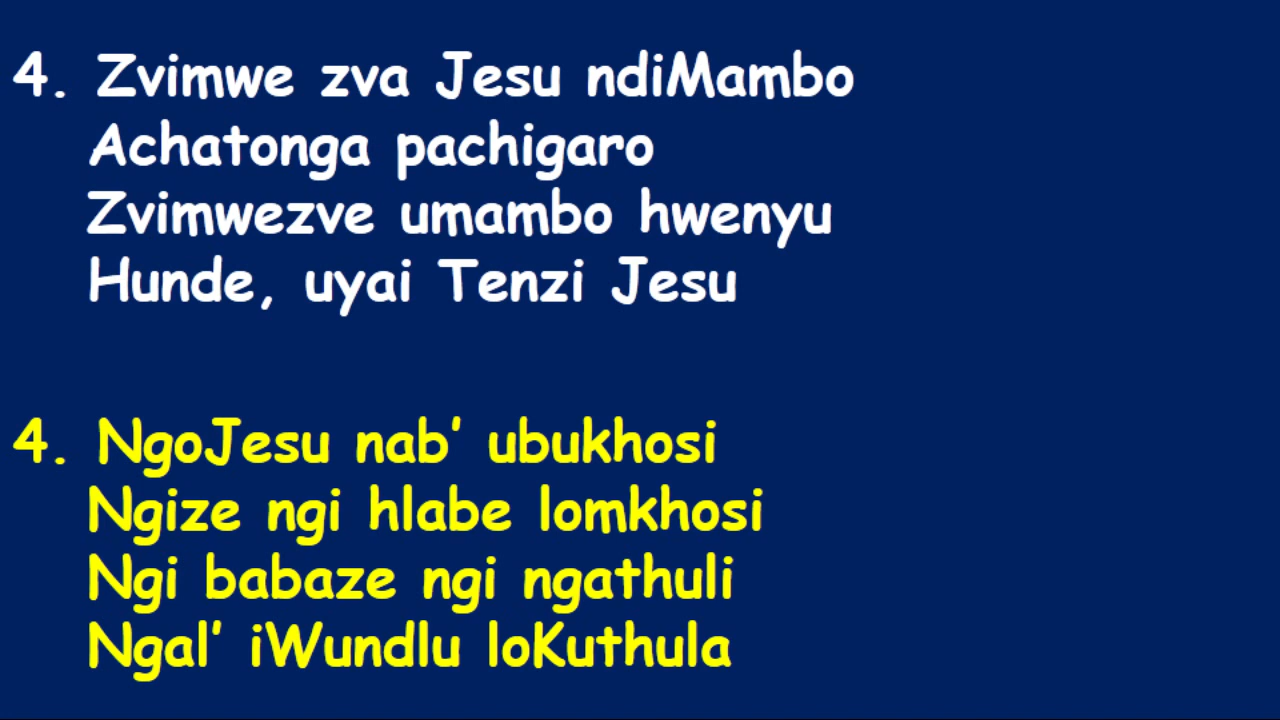 4. Zvimwe zva Jesu ndiMambo
Achatonga pachigaro
Zvimwezve umambo hwenyu
Hunde, uyai Tenzi Jesu
4. NgoJesu nab’ ubukhosi
Ngize ngi hlabe lomkhosi
Ngi babaze ngi ngathuli
Ngal’ iWundlu loKuthula